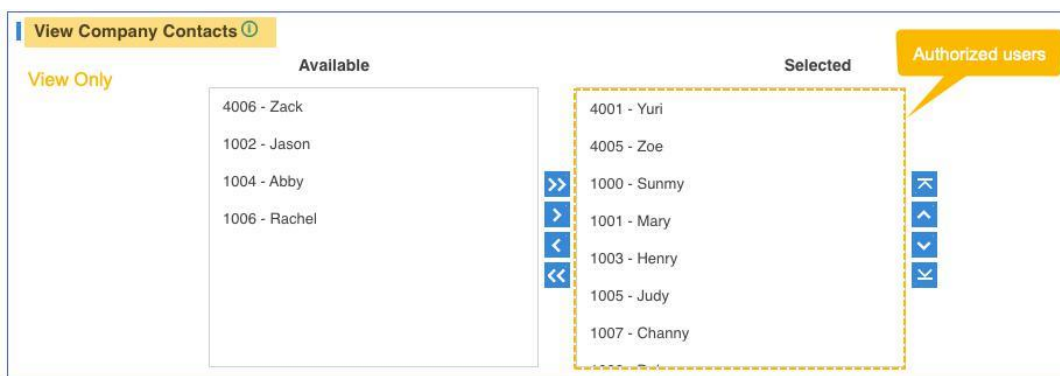 View Company Contacts
View Only
Available
4006 - Zack
1002 - Jason
1004 - Abby
1006 - Rachel
Selected
Authorized users
4001 - Yuri
4005 - Zoe
1000 - Sunmy
1001 - Mary
1003 - Henry
1005 - Judy
1007 - Channy